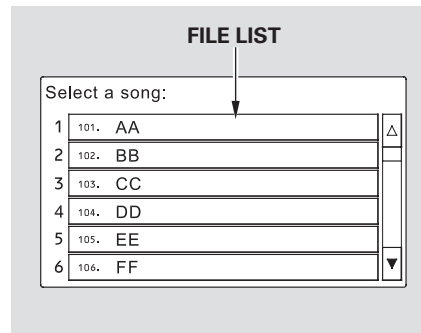 FILE LIST
Select a song:
1 101. AA
2 102. BB
3 103. CC
4 104. DD
5 105. EE
6 106. FF